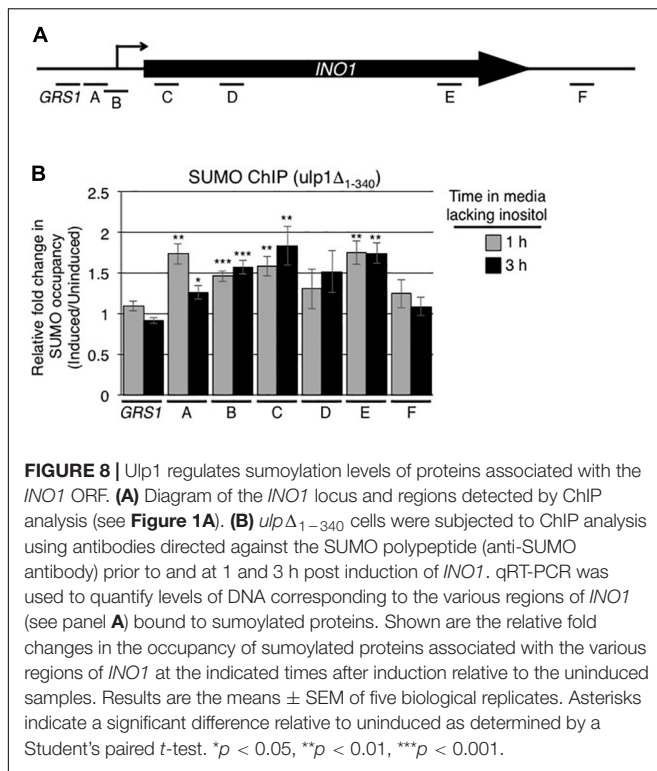 A
INO1
GRS1 A B C D E F
B
SUMO ChIP (ulp1Δ1-340)
Relative fold change in
SUMO occupancy
(Induced/Uninduced)
2.5
2
1.5
1
0.5
0
** * *** *** ** ** ** **
GRS1 A B C D E F
Time in media
lacking inositol
1 h
3 h
FIGURE 8 | Ulp1 regulates sumoylation levels of proteins associated with the
INO1 ORF. (A) Diagram of the INO1 locus and regions detected by ChIP
analysis (see Figure 1A). (B) ulpΔ1−340 cells were subjected to ChIP analysis
using antibodies directed against the SUMO polypeptide (anti-SUMO
antibody) prior to and at 1 and 3 h post induction of INO1. qRT-PCR was
used to quantify levels of DNA corresponding to the various regions of INO1
(see panel A) bound to sumoylated proteins. Shown are the relative fold
changes in the occupancy of sumoylated proteins associated with the various
regions of INO1 at the indicated times after induction relative to the uninduced
samples. Results are the means ± SEM of five biological replicates. Asterisks
indicate a significant difference relative to uninduced as determined by a
Student's paired t-test. *p < 0.05, **p < 0.01, ***p < 0.001.